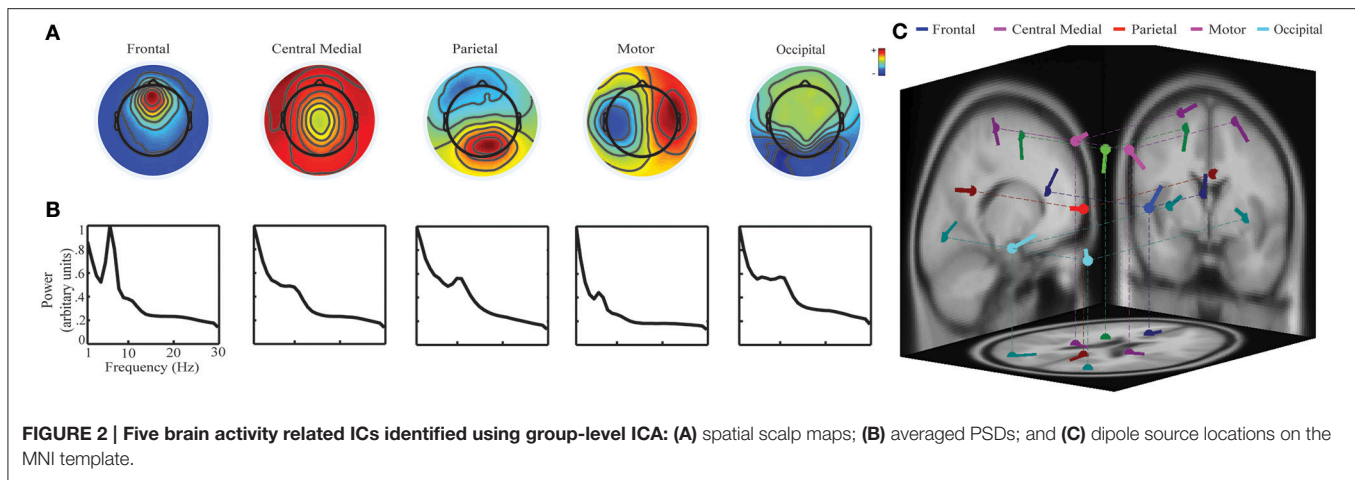 A
Frontal Central Medial Parietal Motor Occipital
+
-
B
Power
(arbitary units)
1
.8
.6
.4
.2
0
1 10 20 30
Frequency (Hz)
C
Frontal Central Medial Parietal Motor Occipital
FIGURE 2 | Five brain activity related ICs identified using group-level ICA: (A) spatial scalp maps; (B) averaged PSDs; and (C) dipole source locations on the
MNI template.